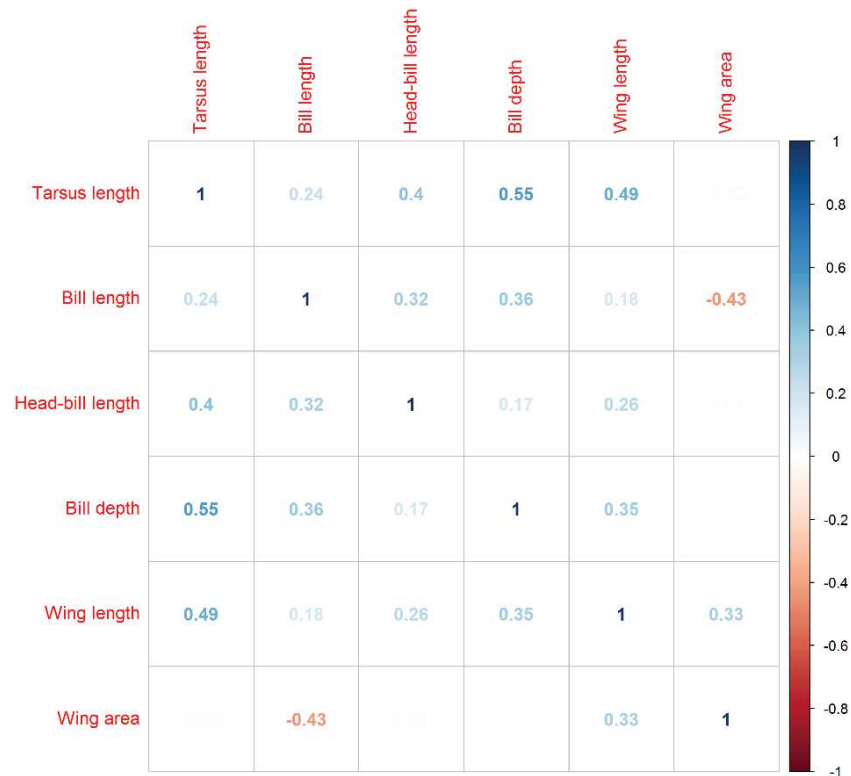 Tarsus length
Bill length
Head-bill length
Bill depth
Wing length
Wing area
Tarsus length 1 0.24 0.4 0.55 0.49
Bill length 0.24 1 0.32 0.36 0.18 -0.43
Head-bill length 0.4 0.32 1 0.17 0.26
Bill depth 0.55 0.36 0.17 1 0.35
Wing length 0.49 0.18 0.26 0.35 1 0.33
Wing area -0.43 0.33 1
1
0.8
0.6
0.4
0.2
0
-0.2
-0.4
-0.6
-0.8
-1